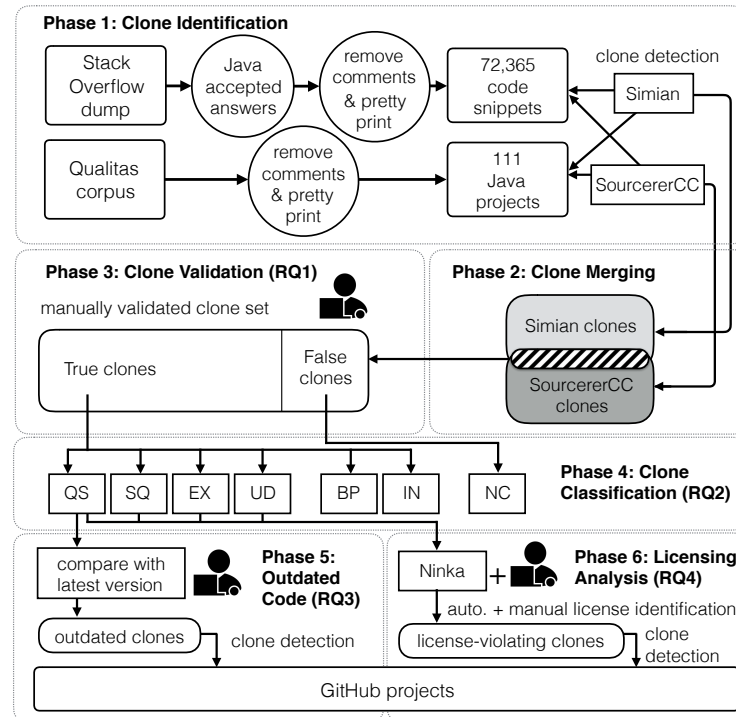 Phase 1: Clone Identification
Stack
Overflow
dump
Java
accepted
answers
remove
comments
& pretty
print
72,365
code
snippets
clone detection
Simian
Qualitas
corpus
remove
comments
& pretty
print
111
Java
projects
SourcererCC
Phase 3: Clone Validation (RQ1)
manually validated clone set
True clones
False
clones
Phase 2: Clone Merging
Simian clones
SourcererCC
clones
Phase 4: Clone
Classification (RQ2)
QS
SQ
EX
UD
BP
IN
NC
compare with
latest version
Phase 5:
Outdated
Code (RQ3)
outdated clones
clone detection
Ninka
+
Phase 6: Licensing
Analysis (RQ4)
auto. + manual license identification
license-violating clones
clone
detection
GitHub projects